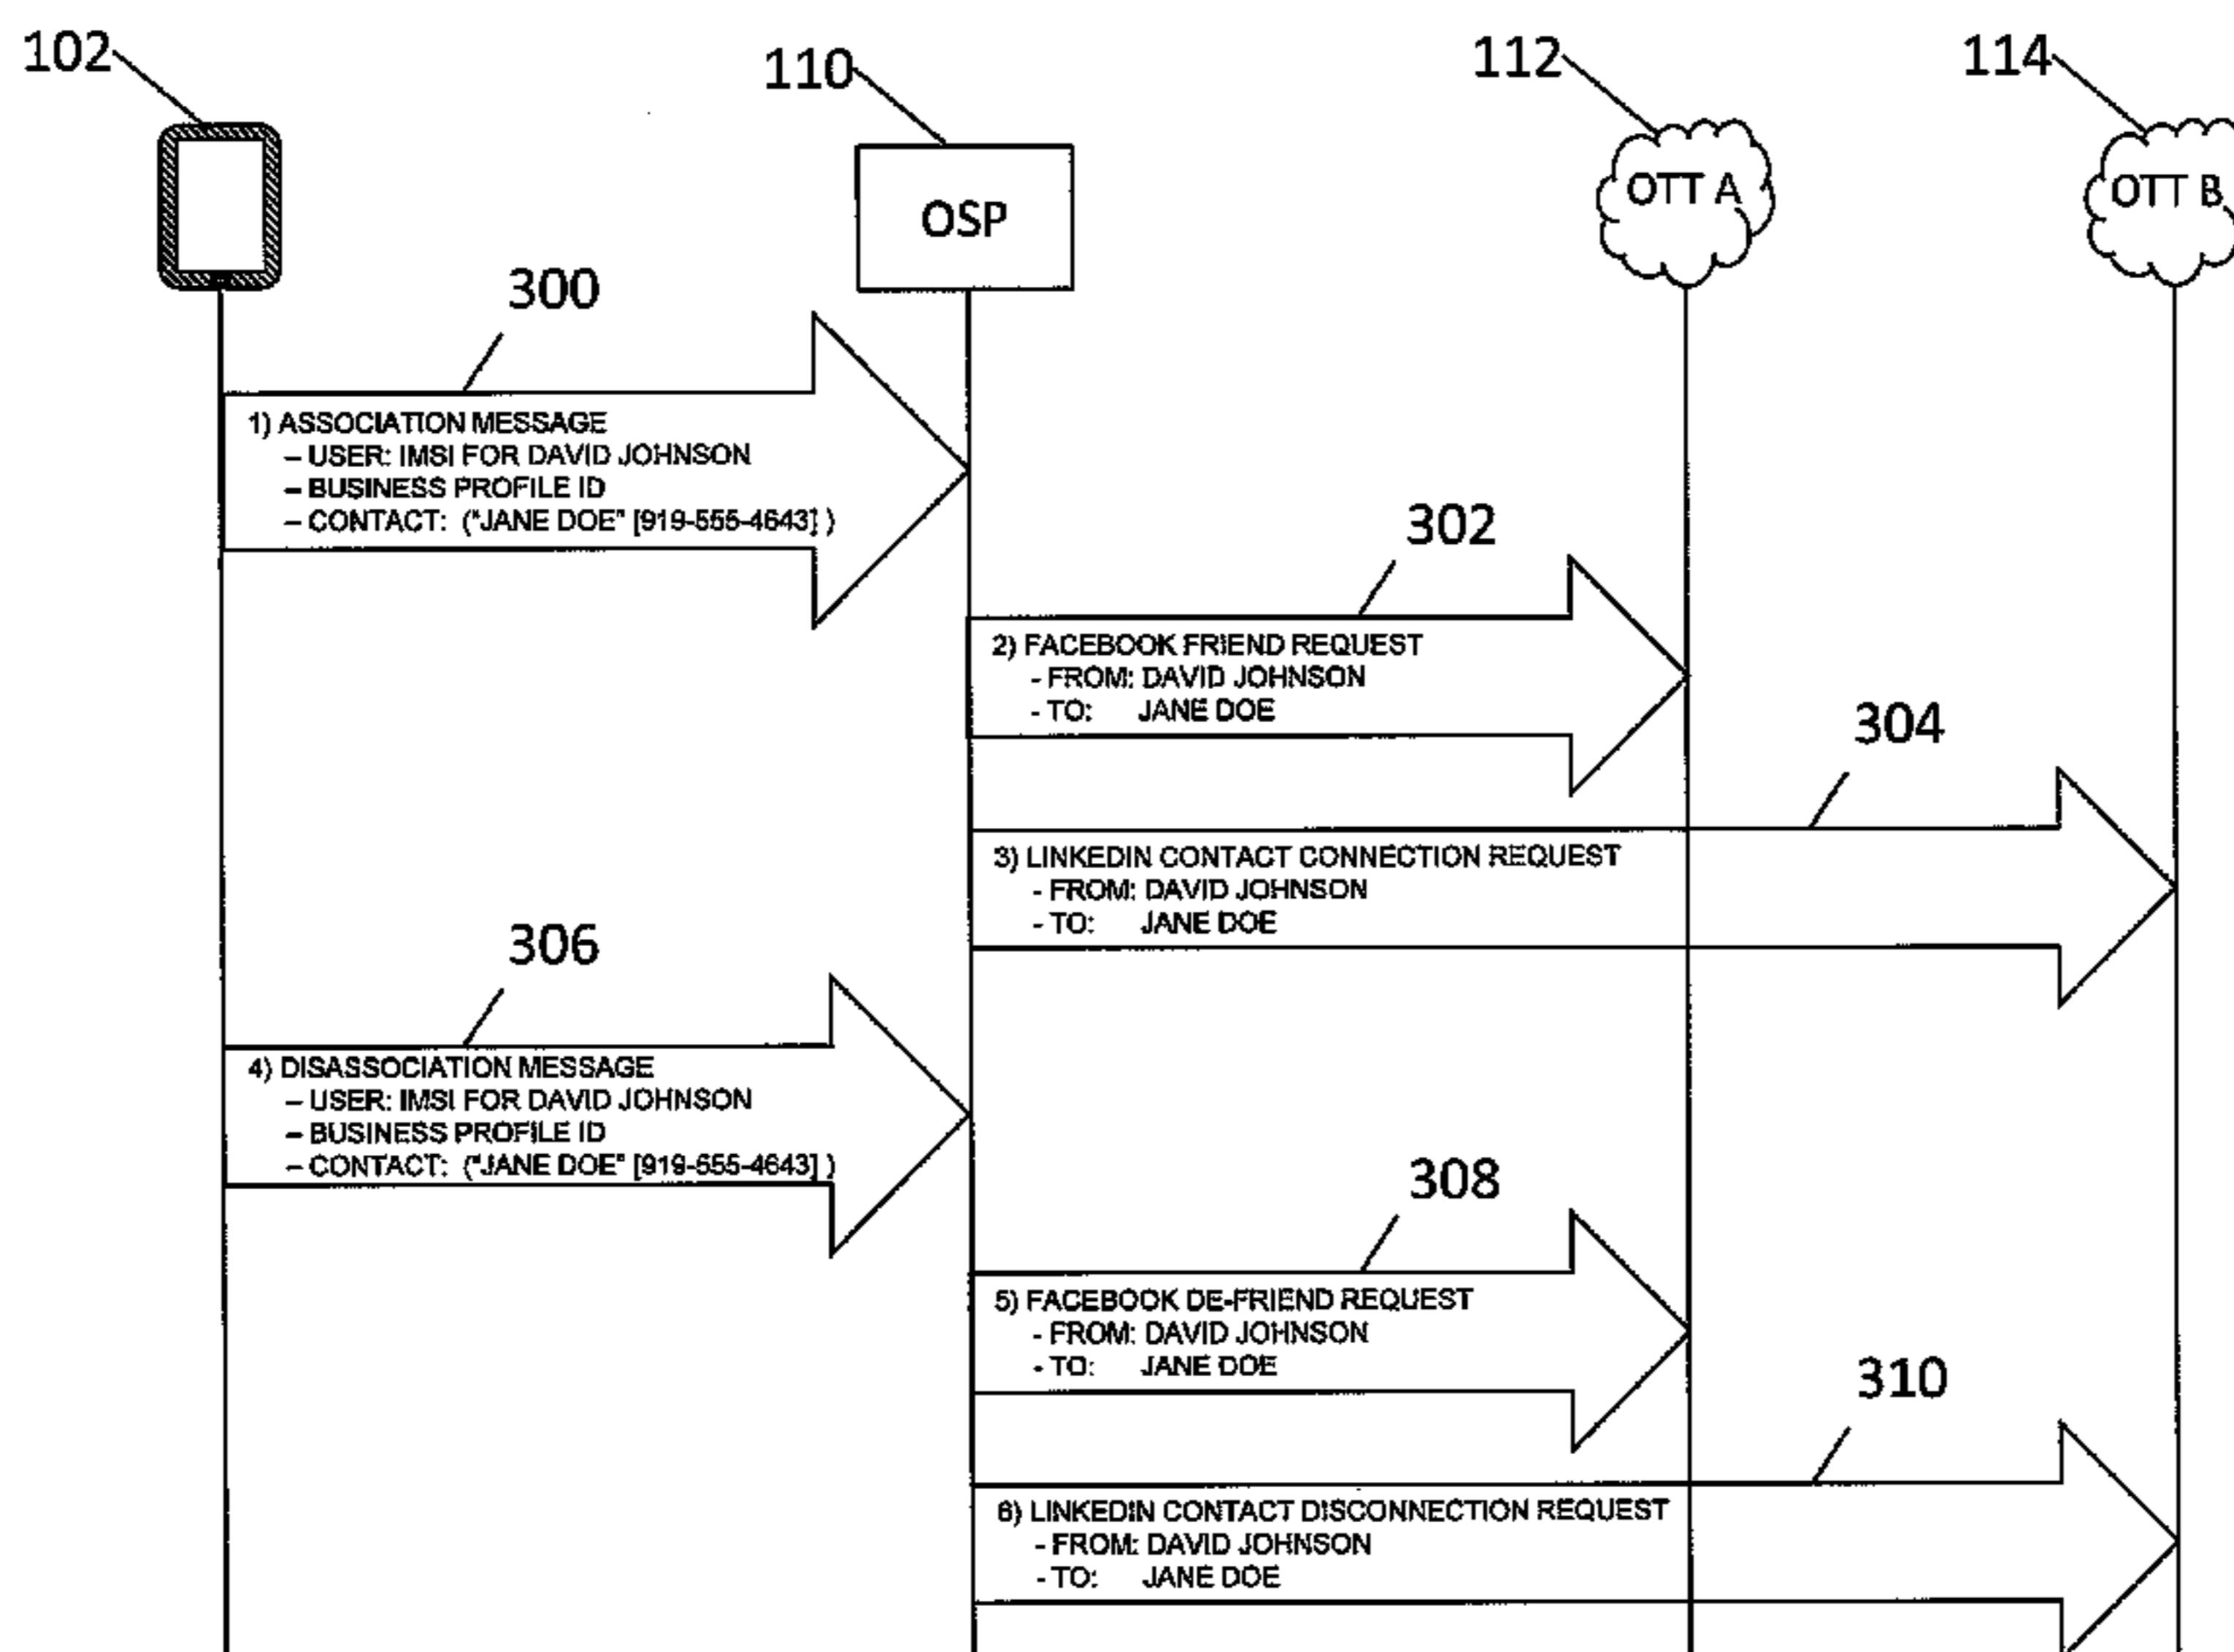 102
110
112
114
OSP
OTT A
OTT B
300
1) ASSOCIATION MESSAGE
– USER: IMSI FOR DAVID JOHNSON
– BUSINESS PROFILE ID
– CONTACT: ("JANE DOE" [919-555-4643] )
302
2) FACEBOOK FRIEND REQUEST
- FROM: DAVID JOHNSON
- TO: JANE DOE
304
3) LINKEDIN CONTACT CONNECTION REQUEST
- FROM: DAVID JOHNSON
- TO: JANE DOE
306
4) DISASSOCIATION MESSAGE
– USER: IMSI FOR DAVID JOHNSON
– BUSINESS PROFILE ID
– CONTACT: ("JANE DOE" [919-555-4643] )
308
5) FACEBOOK DE-FRIEND REQUEST
- FROM: DAVID JOHNSON
- TO: JANE DOE
310
6) LINKEDIN CONTACT DISCONNECTION REQUEST
- FROM: DAVID JOHNSON
- TO: JANE DOE